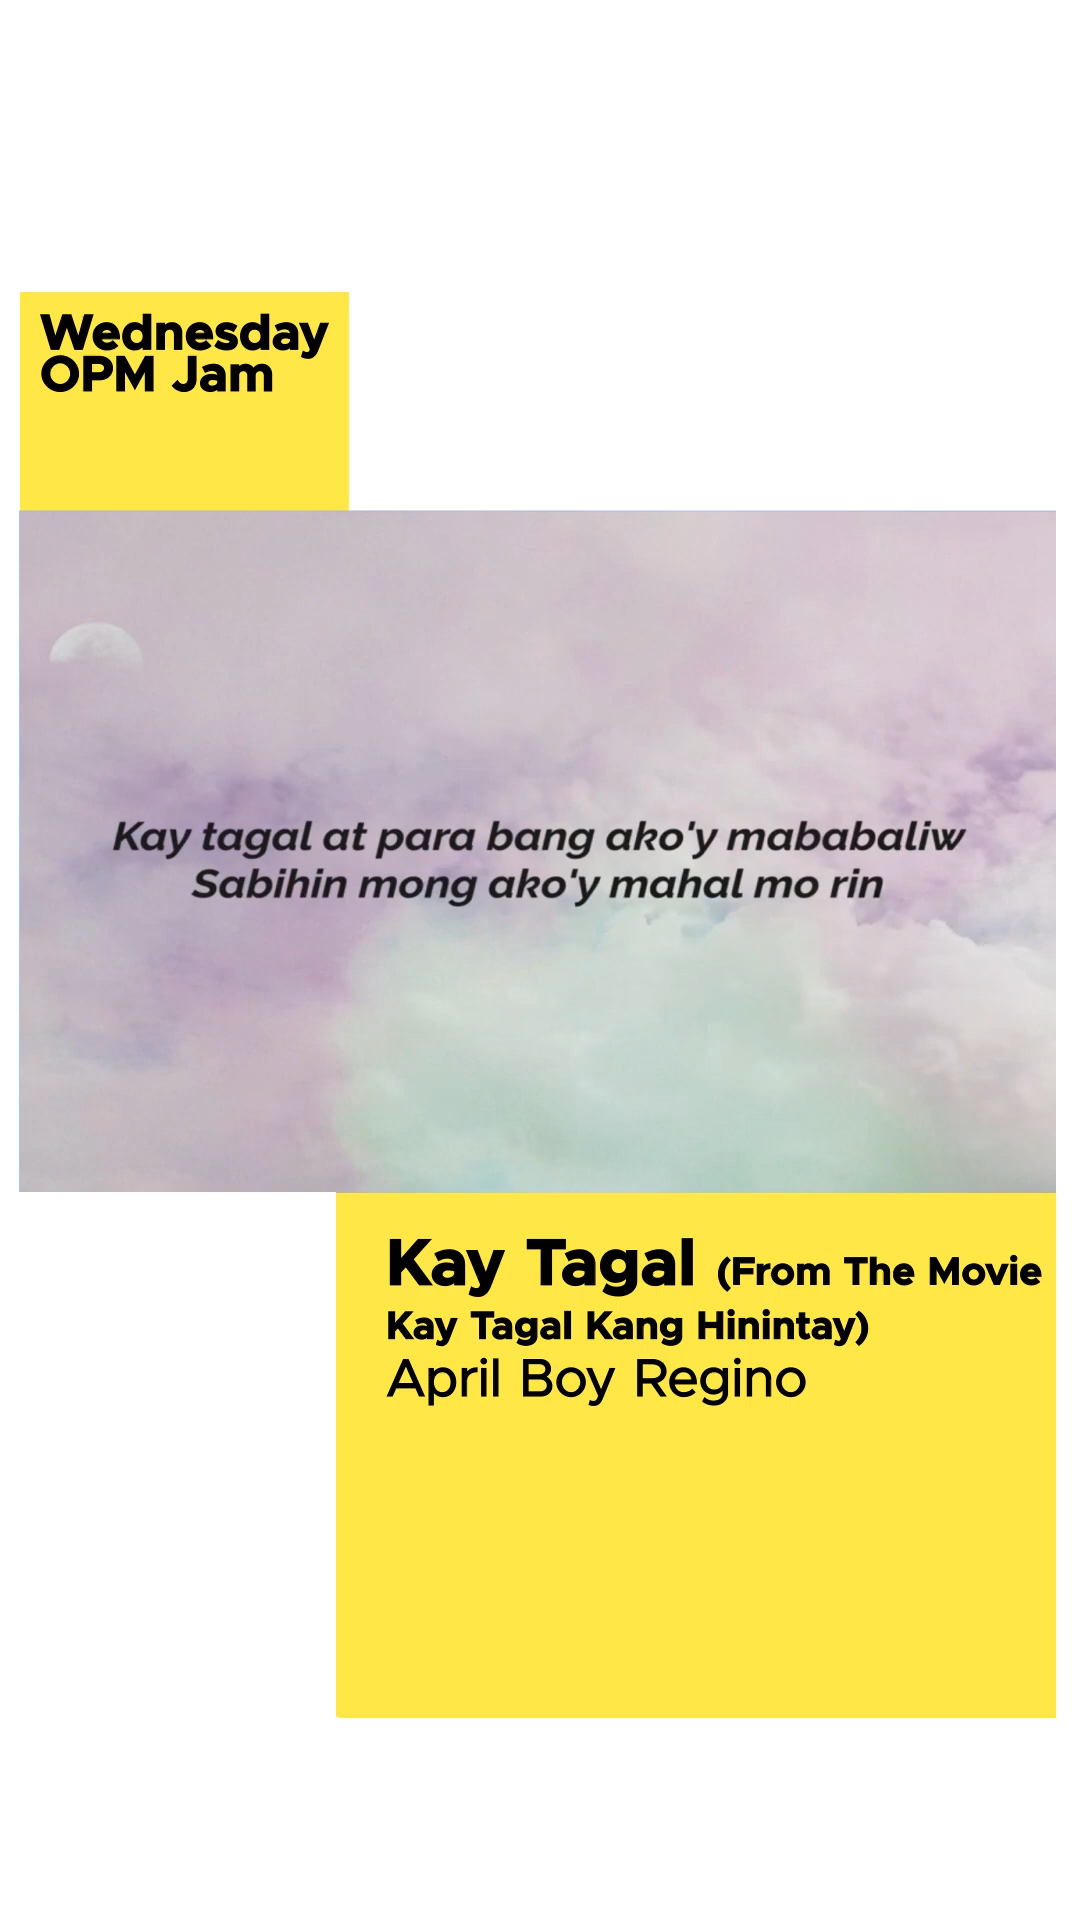 Wednesday
OPM Jam
Kay tagal at para bang ako'y mababaliw
Sabihin mong ako'y mahal mo rin
Kay Tagal (From The Movie
Kay Tagal Kang Hinintay)
April Boy Regino